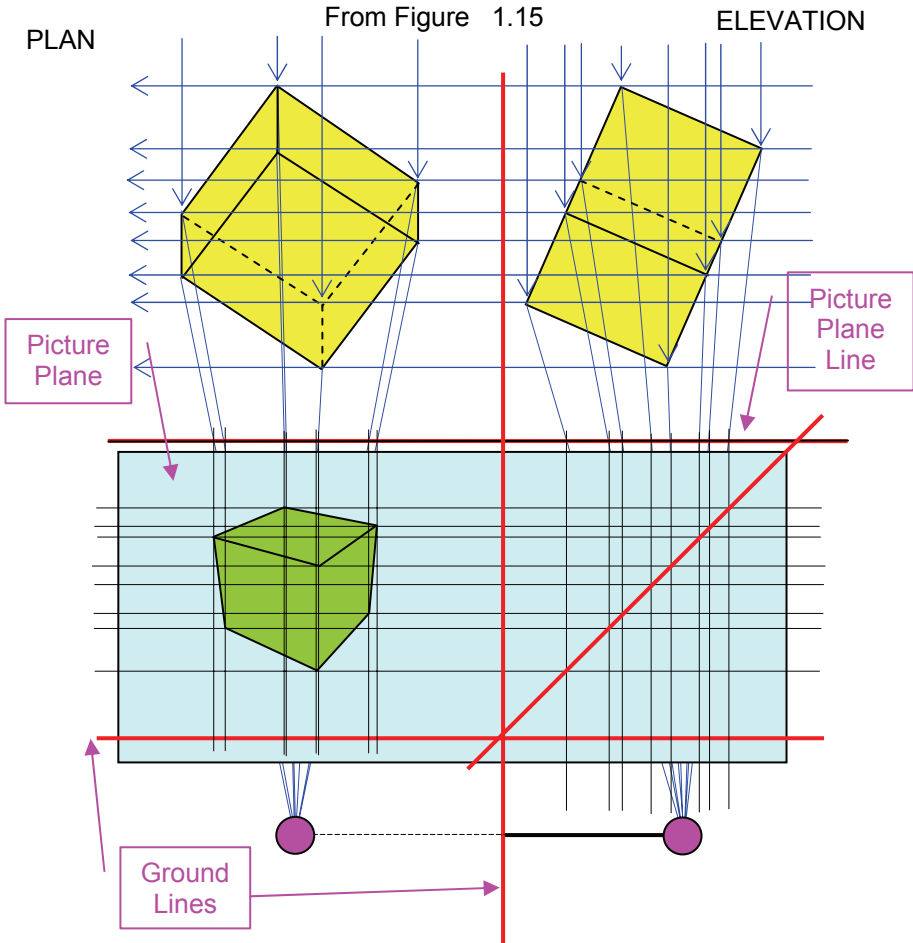 From Figure 1.15
PLAN
ELEVATION
Picture
Plane
Line
Picture
Plane
Ground
Lines